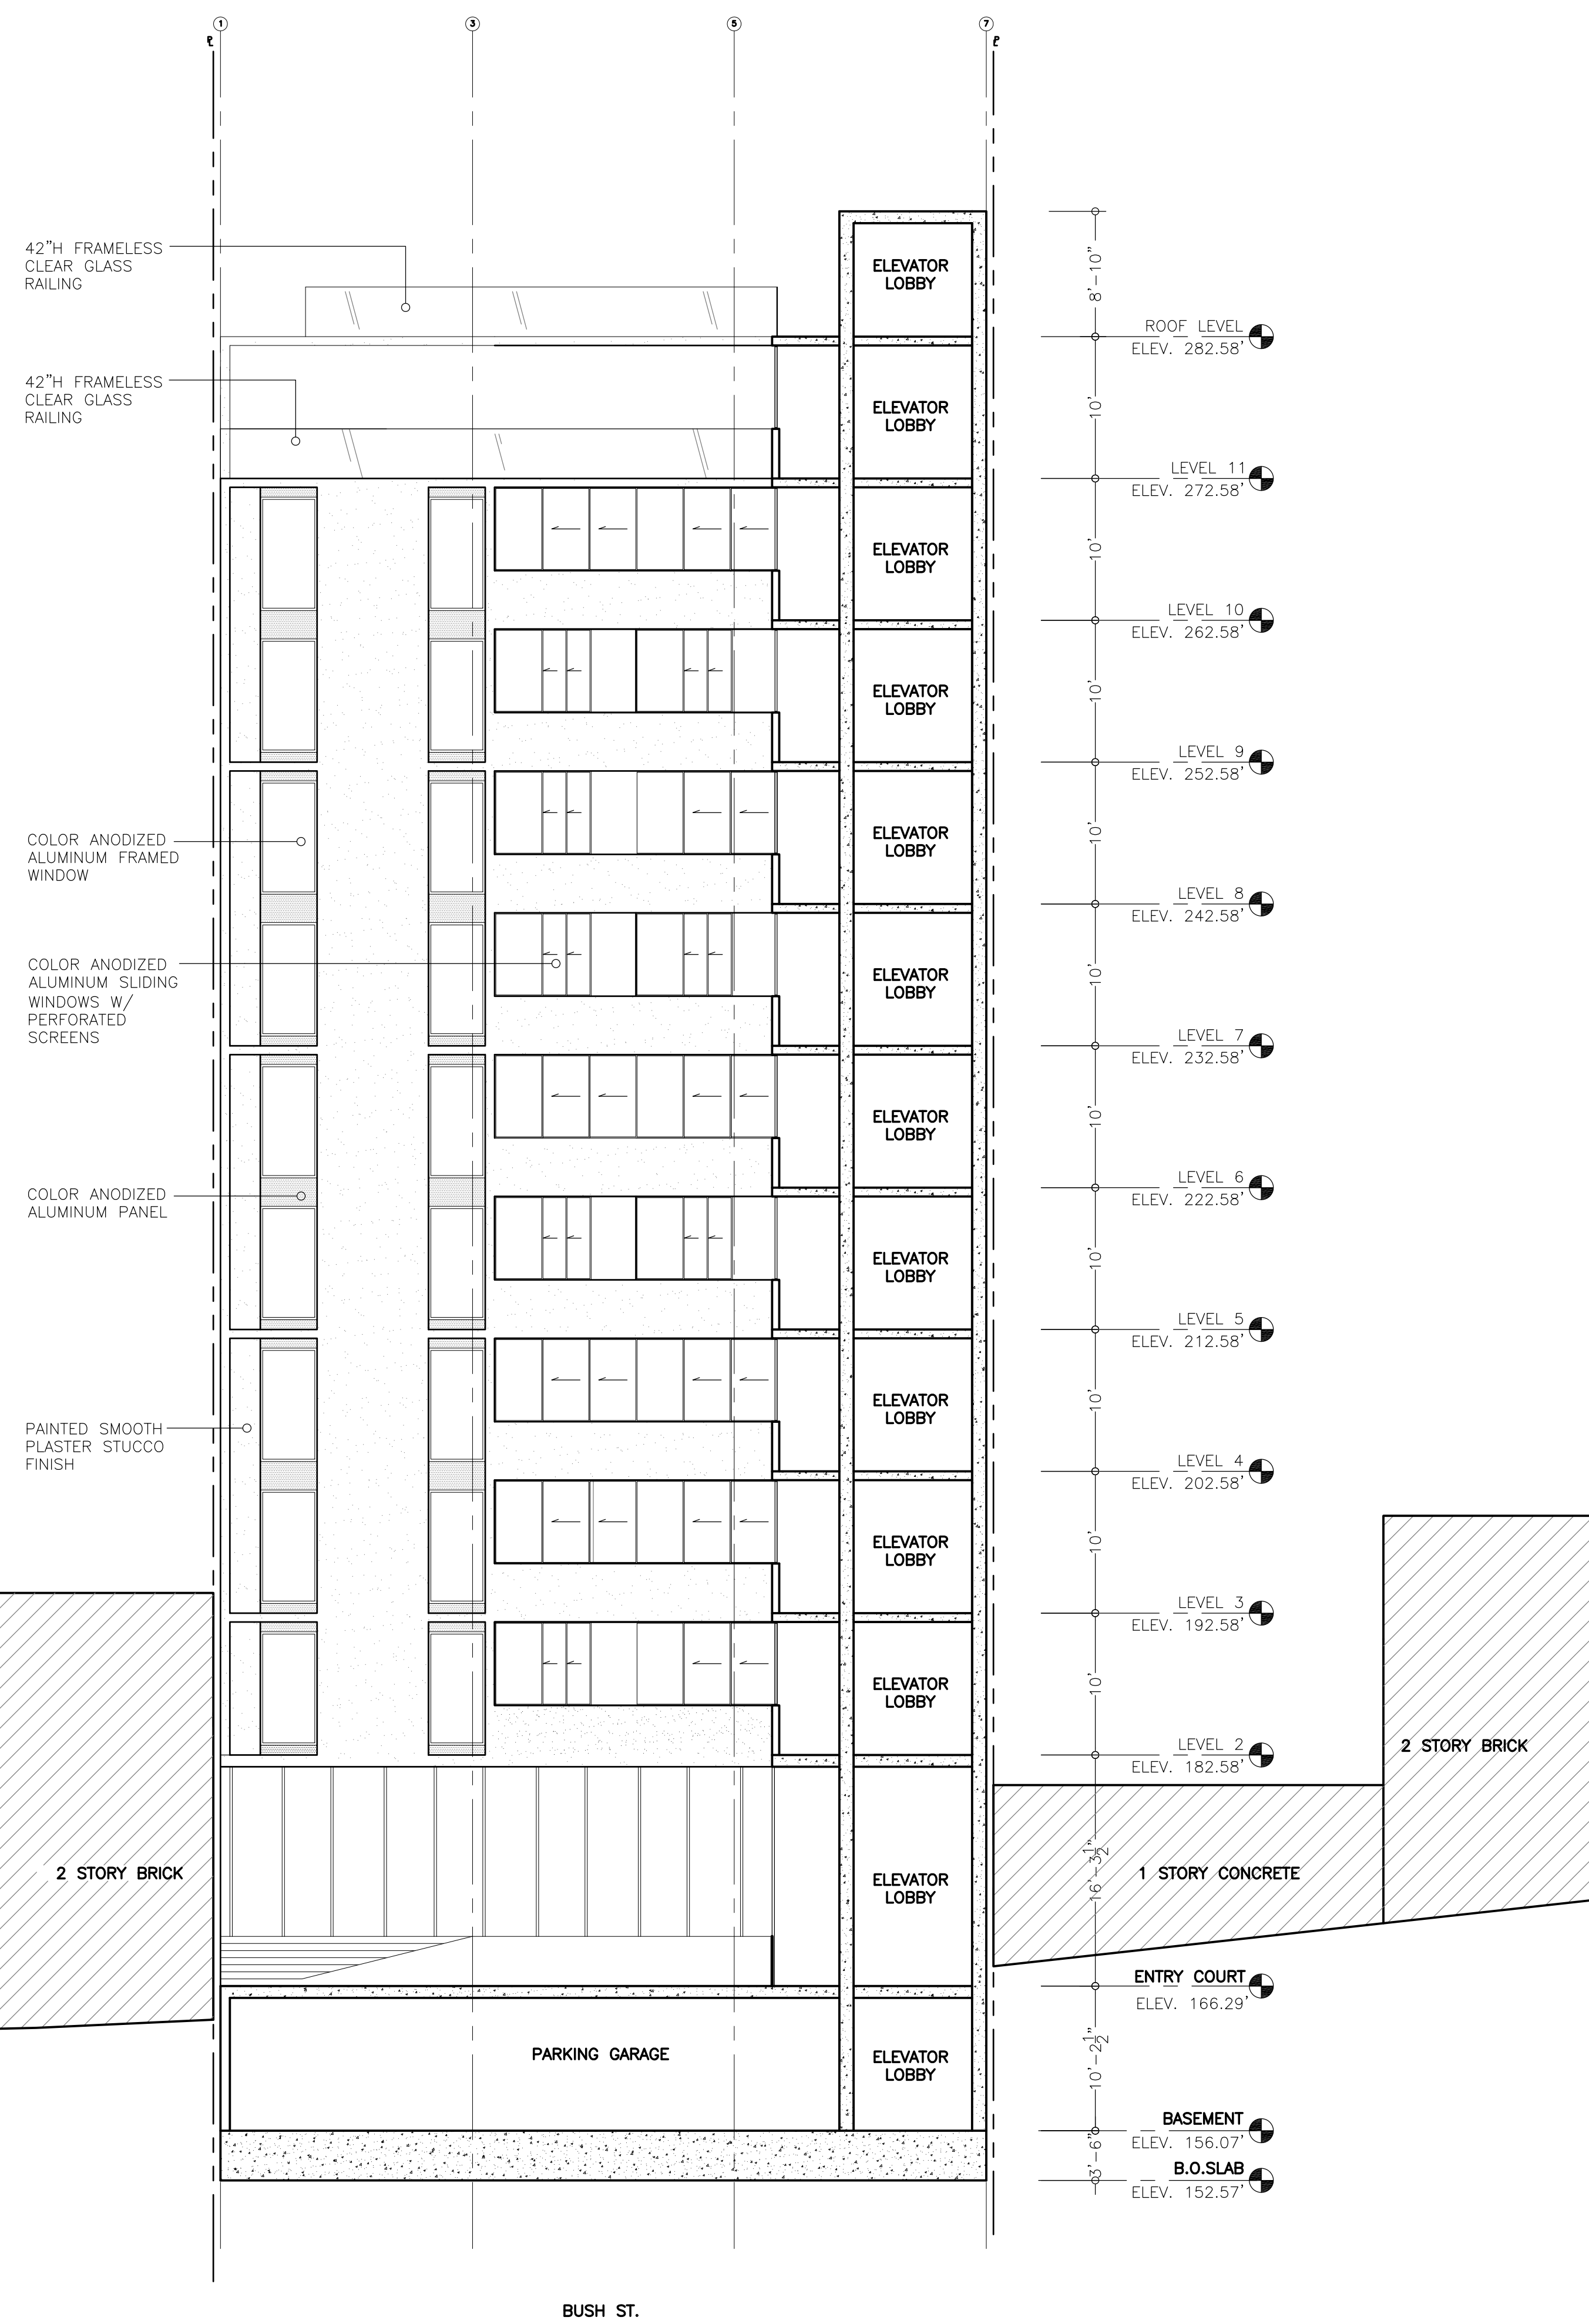 1
3
5
7
PL
PL
42"H FRAMELESS
CLEAR GLASS
RAILING
42"H FRAMELESS
CLEAR GLASS
RAILING
COLOR ANODIZED
ALUMINUM FRAMED
WINDOW
COLOR ANODIZED
ALUMINUM SLIDING
WINDOWS W/
PERFORATED
SCREENS
COLOR ANODIZED
ALUMINUM PANEL
PAINTED SMOOTH
PLASTER STUCCO
FINISH
2 STORY BRICK
ELEVATOR
LOBBY
ELEVATOR
LOBBY
ELEVATOR
LOBBY
ELEVATOR
LOBBY
ELEVATOR
LOBBY
ELEVATOR
LOBBY
ELEVATOR
LOBBY
ELEVATOR
LOBBY
ELEVATOR
LOBBY
ELEVATOR
LOBBY
ELEVATOR
LOBBY
ELEVATOR
LOBBY
PARKING GARAGE
ELEVATOR
LOBBY
8'-10"
ROOF LEVEL
ELEV. 282.58'
10'
LEVEL 11
ELEV. 272.58'
10'
LEVEL 10
ELEV. 262.58'
10'
LEVEL 9
ELEV. 252.58'
10'
LEVEL 8
ELEV. 242.58'
10'
LEVEL 7
ELEV. 232.58'
10'
LEVEL 6
ELEV. 222.58'
10'
LEVEL 5
ELEV. 212.58'
10'
LEVEL 4
ELEV. 202.58'
10'
LEVEL 3
ELEV. 192.58'
10'
LEVEL 2
ELEV. 182.58'
2 STORY BRICK
16'-3 1/2"
1 STORY CONCRETE
ENTRY COURT
ELEV. 166.29'
10'-2 1/2"
BASEMENT
ELEV. 156.07'
3'-6"
B.O.SLAB
ELEV. 152.57'
BUSH ST.